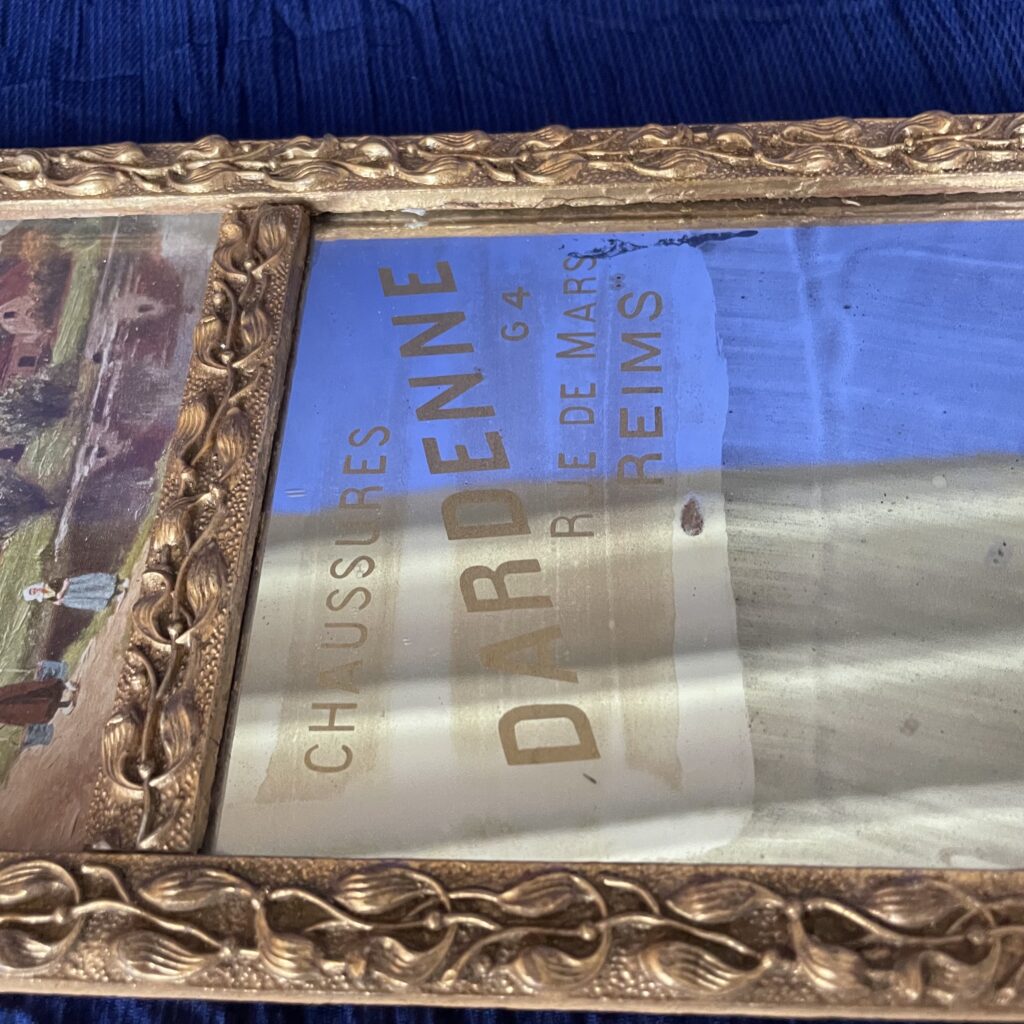 CHAUSSURES
DARDENNE
64
RUE DE MARS
"REIMS"